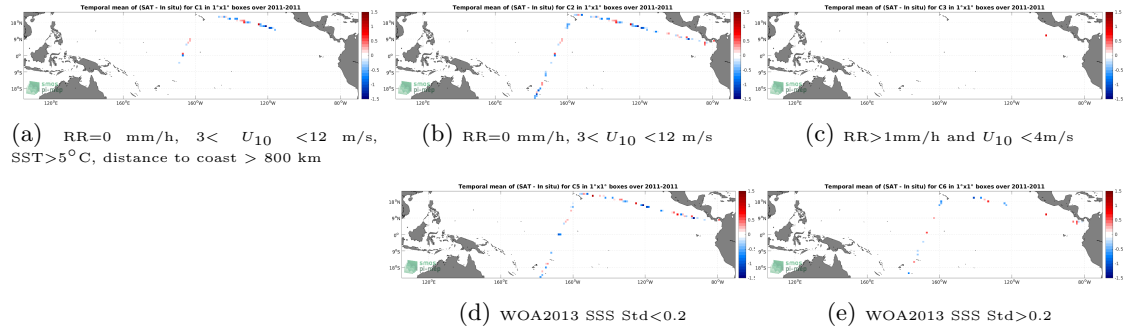 Temporal mean of (SAT - In situ) for C1 in 1°x1° boxes over 2011-2011
Temporal mean of (SAT - In situ) for C2 in 1°x1° boxes over 2011-2011
Temporal mean of (SAT - In situ) for C3 in 1°x1° boxes over 2011-2011
(a) RR=0 mm/h, 3< U10 <12 m/s,
SST>5°C, distance to coast > 800 km
(b) RR=0 mm/h, 3< U10 <12 m/s
(c) RR>1mm/h and U10 <4m/s
Temporal mean of (SAT - In situ) for C5 in 1°x1° boxes over 2011-2011
Temporal mean of (SAT - In situ) for C6 in 1°x1° boxes over 2011-2011
(d) WOA2013 SSS Std<0.2
(e) WOA2013 SSS Std>0.2